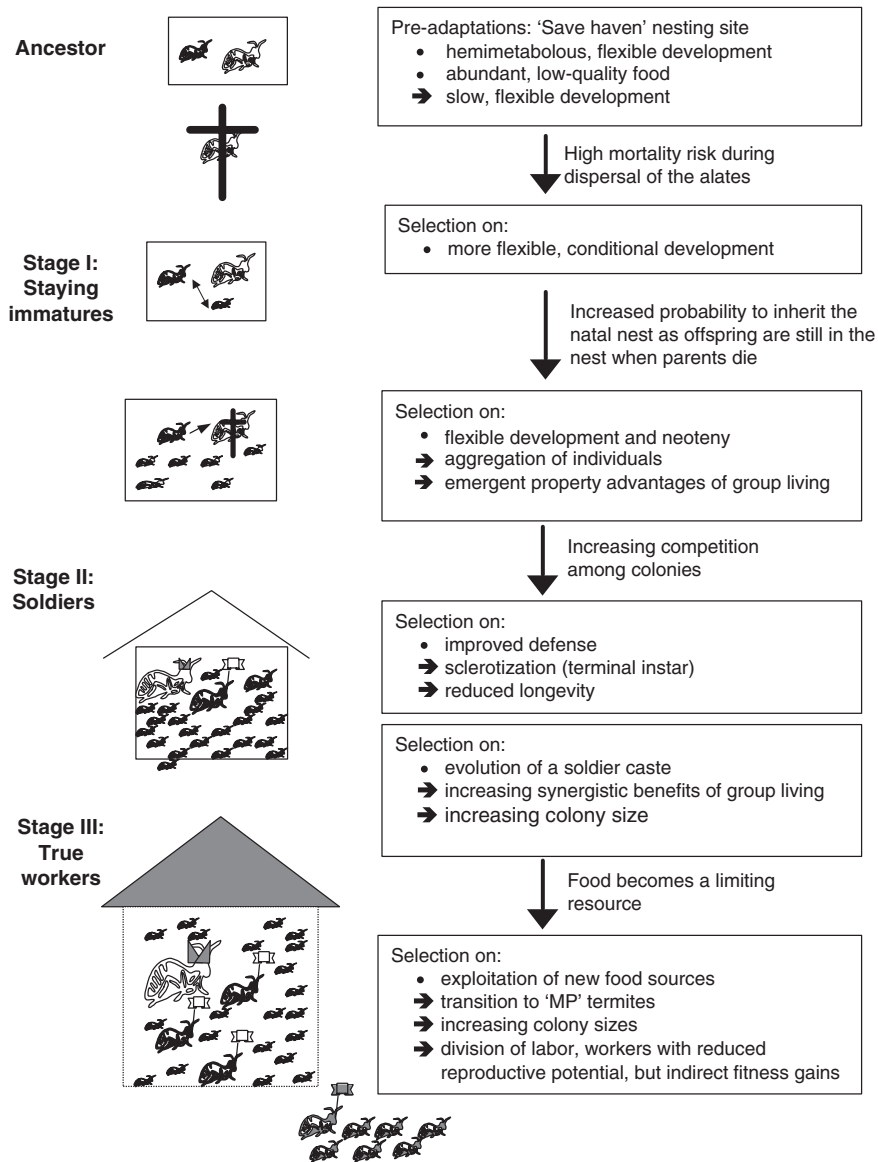 Ancestor
Pre-adaptations: ‘Save haven’ nesting site
• hemimetabolous, flexible development
• abundant, low-quality food
➔ slow, flexible development
High mortality risk during
dispersal of the alates
Stage I:
Staying
immatures
Selection on:
• more flexible, conditional development
Increased probability to inherit the
natal nest as offspring are still in the
nest when parents die
Selection on:
• flexible development and neoteny
➔ aggregation of individuals
➔ emergent property advantages of group living
Increasing competition
among colonies
Stage II:
Soldiers
Selection on:
• improved defense
➔ sclerotization (terminal instar)
➔ reduced longevity
Selection on:
• evolution of a soldier caste
➔ increasing synergistic benefits of group living
➔ increasing colony size
Stage III:
True
workers
Food becomes a limiting
resource
Selection on:
• exploitation of new food sources
➔ transition to ‘MP’ termites
➔ increasing colony sizes
➔ division of labor, workers with reduced
reproductive potential, but indirect fitness gains